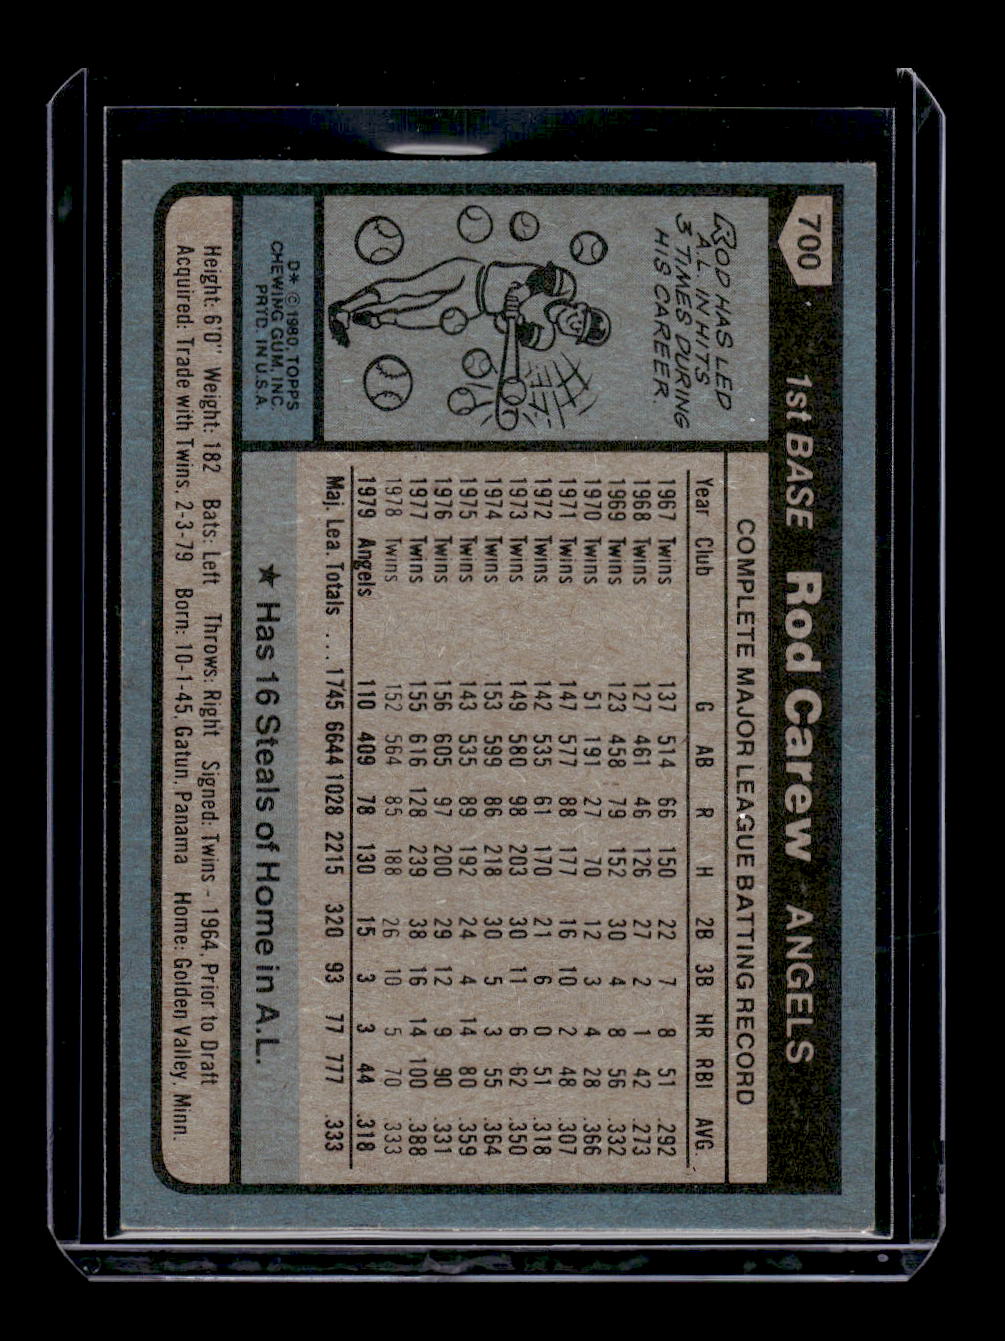 700
1st BASE Rod Carew - ANGELS
ROD HAS LED
A.L. IN HITS
3 TIMES DURING
HIS CAREER.
D* ©1980 TOPPS
CHEWING GUM, INC.
PRTD. IN U.S.A.
COMPLETE MAJOR LEAGUE BATTING RECORD
Year Club G AB R H 2B 3B HR RBI AVG.
1967 Twins 137 514 66 150 22 7 8 51 .292
1968 Twins 127 461 46 126 27 2 1 42 .273
1969 Twins 123 458 79 152 30 4 8 56 .332
1970 Twins 51 191 27 70 12 3 4 28 .366
1971 Twins 147 577 88 177 16 10 2 48 .307
1972 Twins 142 535 61 170 21 6 0 51 .318
1973 Twins 149 580 98 203 30 11 6 62 .350
1974 Twins 153 599 86 218 30 5 3 55 .364
1975 Twins 143 535 89 192 24 4 14 80 .359
1976 Twins 156 605 97 200 29 12 9 90 .331
1977 Twins 155 616 128 239 38 16 14 100 .388
1978 Twins 152 564 85 188 26 10 5 70 .333
1979 Angels 110 409 78 130 15 3 3 44 .318
Maj. Lea. Totals .... 1745 6644 1028 2215 320 93 77 777 .333
★ Has 16 Steals of Home in A.L.
Height: 6'0" Weight: 182 Bats: Left Throws: Right Signed: Twins - 1964, Prior to Draft
Acquired: Trade with Twins, 2-3-79 Born: 10-1-45, Gatun, Panama Home: Golden Valley, Minn.